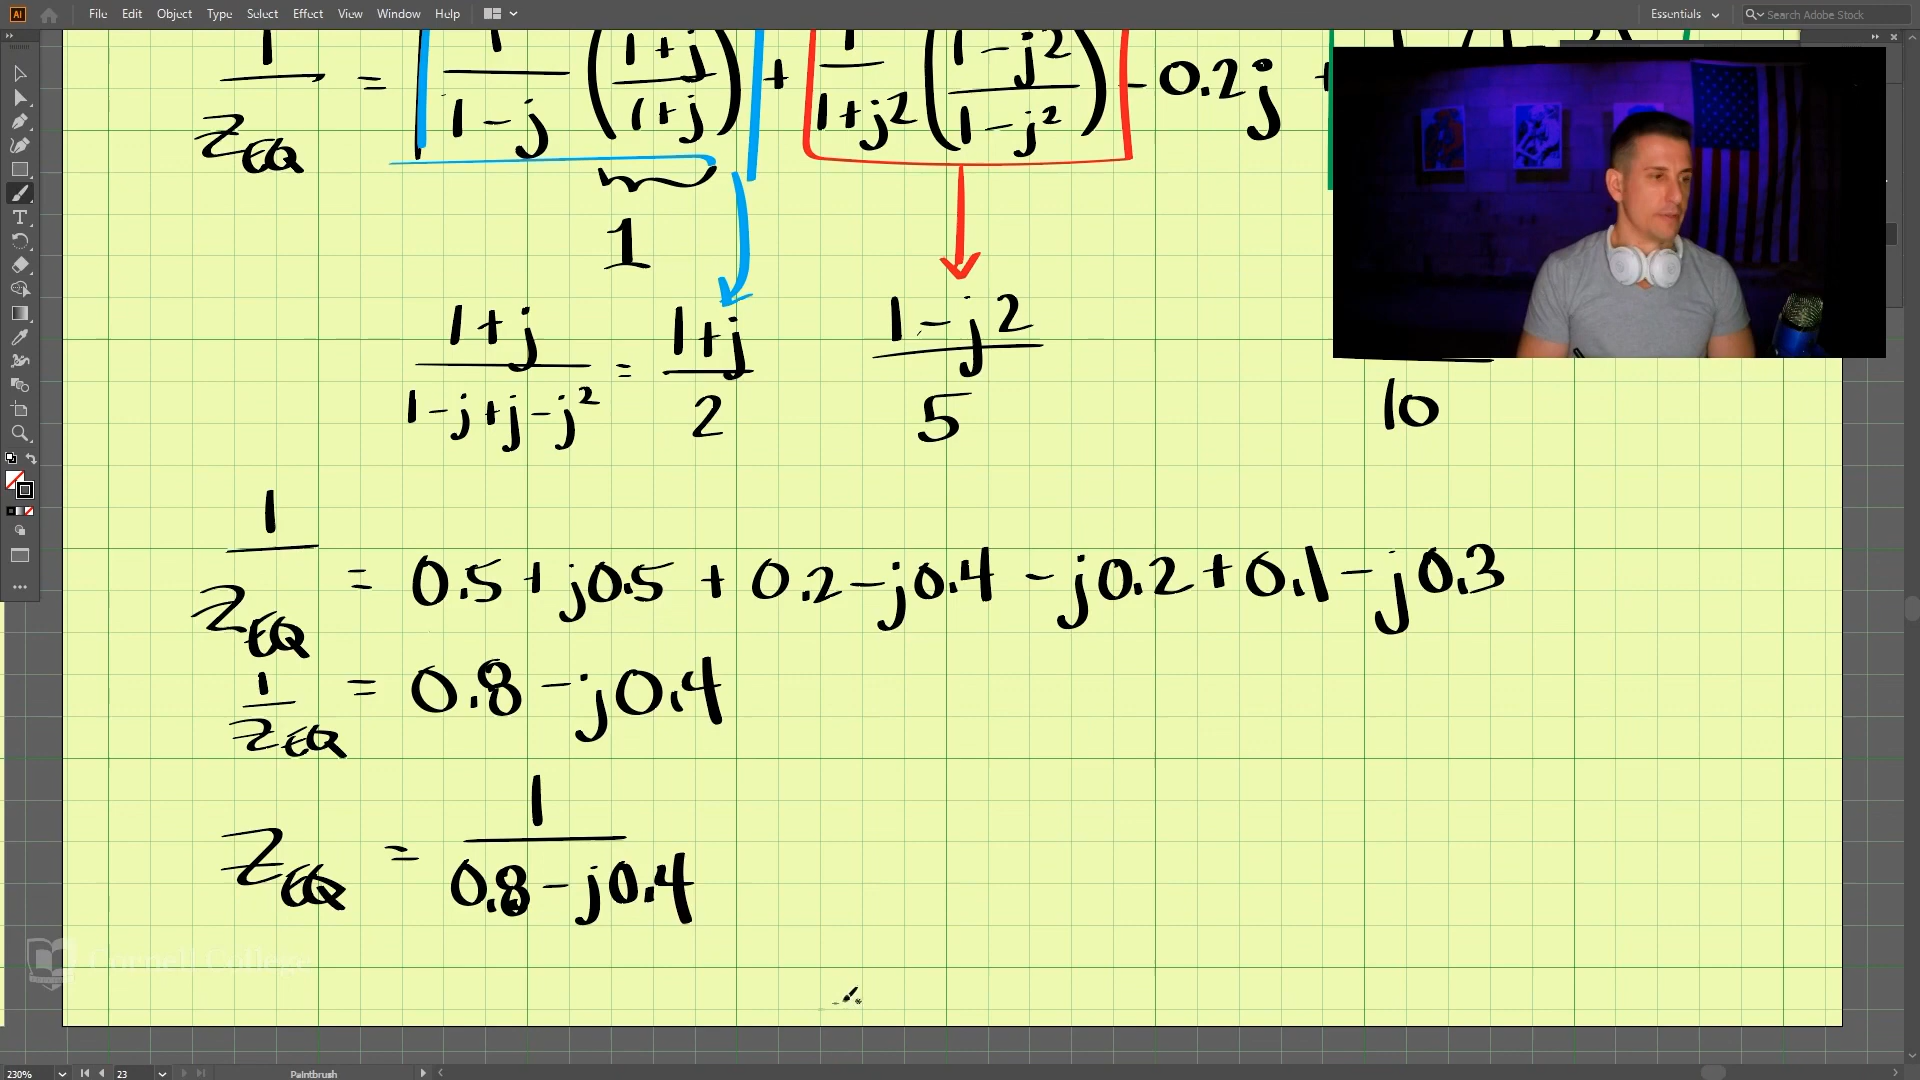 Ai File Edit Object Type Select Effect View Window Help Essentials Search Adobe Stock
1/Z_EQ = 1/(1-j) ((1+j)/(1+j)) + 1/(1+j2) ((1-j2)/(1-j2)) - 0.2j +
1
(1+j)/(1-j+j-j²) = (1+j)/2 (1-j2)/5 10
1/Z_EQ = 0.5 + j0.5 + 0.2 - j0.4 - j0.2 + 0.1 - j0.3
1/Z_EQ = 0.8 - j0.4
Z_EQ = 1/(0.8 - j0.4)
Cornell College
230% 23 Paintbrush